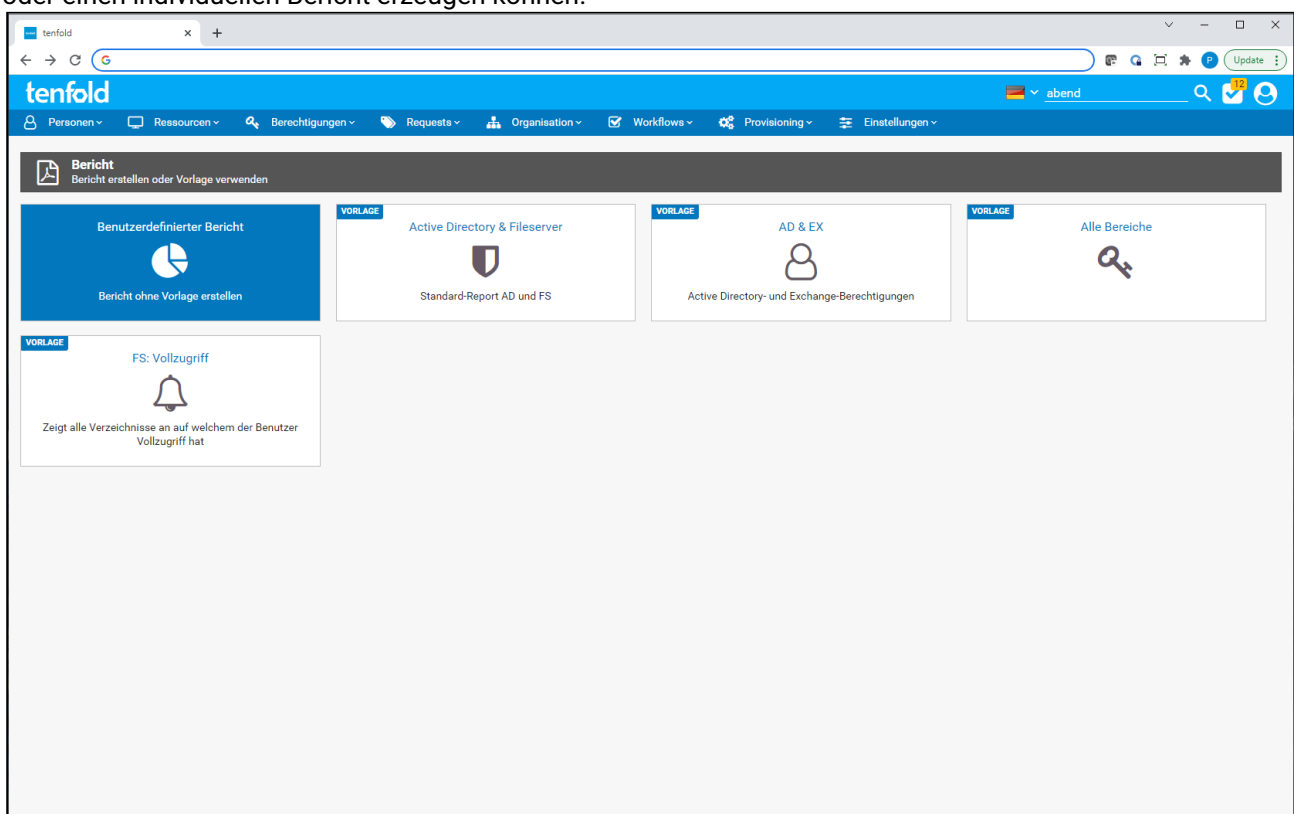 oder einen individuellen Bericht erzeugen können.
tenfold
G
P
Update
tenfold
abend
12
Personen
Ressourcen
Berechtigungen
Requests
Organisation
Workflows
Provisioning
Einstellungen
Bericht
Bericht erstellen oder Vorlage verwenden
Benutzerdefinierter Bericht
Bericht ohne Vorlage erstellen
VORLAGE
Active Directory & Fileserver
Standard-Report AD und FS
VORLAGE
AD & EX
Active Directory- und Exchange-Berechtigungen
VORLAGE
Alle Bereiche
VORLAGE
FS: Vollzugriff
Zeigt alle Verzeichnisse an auf welchem der Benutzer
Vollzugriff hat